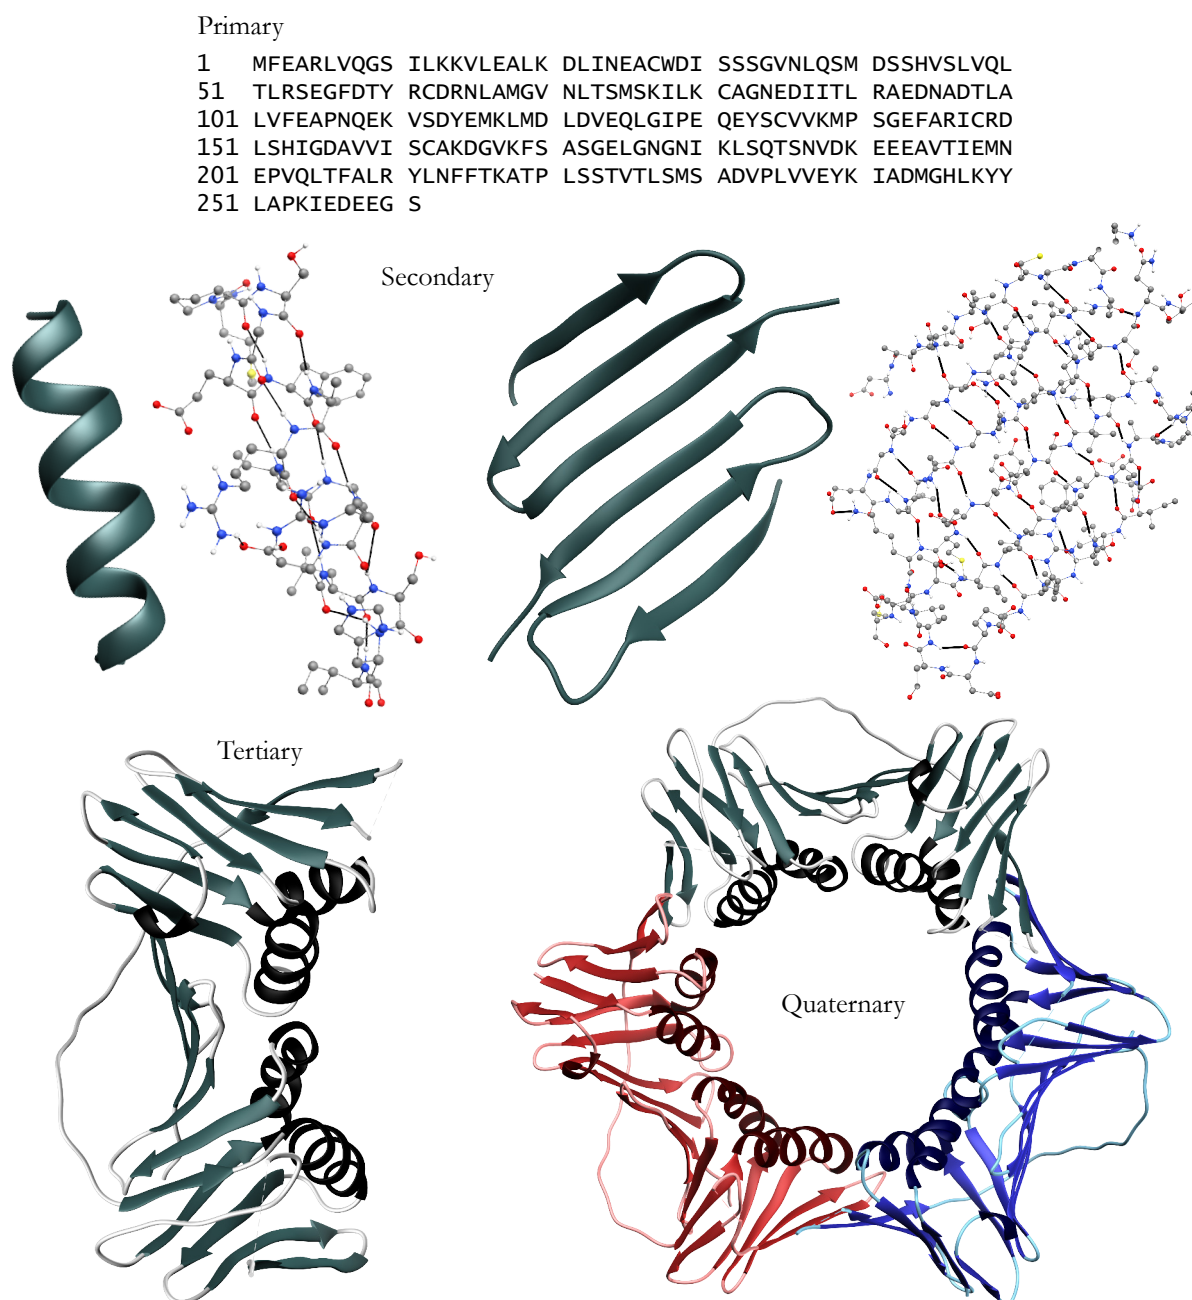 Primary
1 MFEARLVQGS ILKKVLEALK DLINEACWDI SSSGVNLQSM DSSHVSLVQL
51 TLRSEGFDTY RCDRNLAMGV NLTSMSKILK CAGNEDIITL RAEDNADTLA
101 LVFEAPNQEK VSDYEMKLMD LDVEQLGIPE QEYSCVVKMP SGEFARICRD
151 LSHIGDAVVI SCAKDGVKFS ASGELGNGNI KLSQTSNVDK EEEAVTIEMN
201 EPVQLTFALR YLNFFTKATP LSSTVTLSMS ADVPLVVEYK IADMGHLKYY
251 LAPKIEDEEG S
Secondary
Tertiary
Quaternary